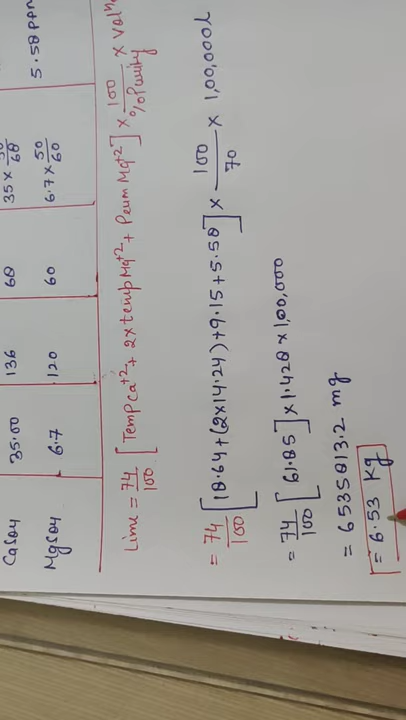 CaSO4 35.00 136 68 35 × 50/68
MgSO4 6.7 120 60 6.7 × 50/60 5.58 ppm
Lime = 74/100 [Temp Ca+2 + 2 x temp Mg+2 + Perm Mg+2] × 100/%Purity × Vol
= 74/100 [18.64 + (2×14.24) + 9.15 + 5.58] × 100/70 × 1,00,000 l
= 74/100 [61.85] × 1.428 × 1,00,000
= 6535813.2 mg
= 6.53 Kg